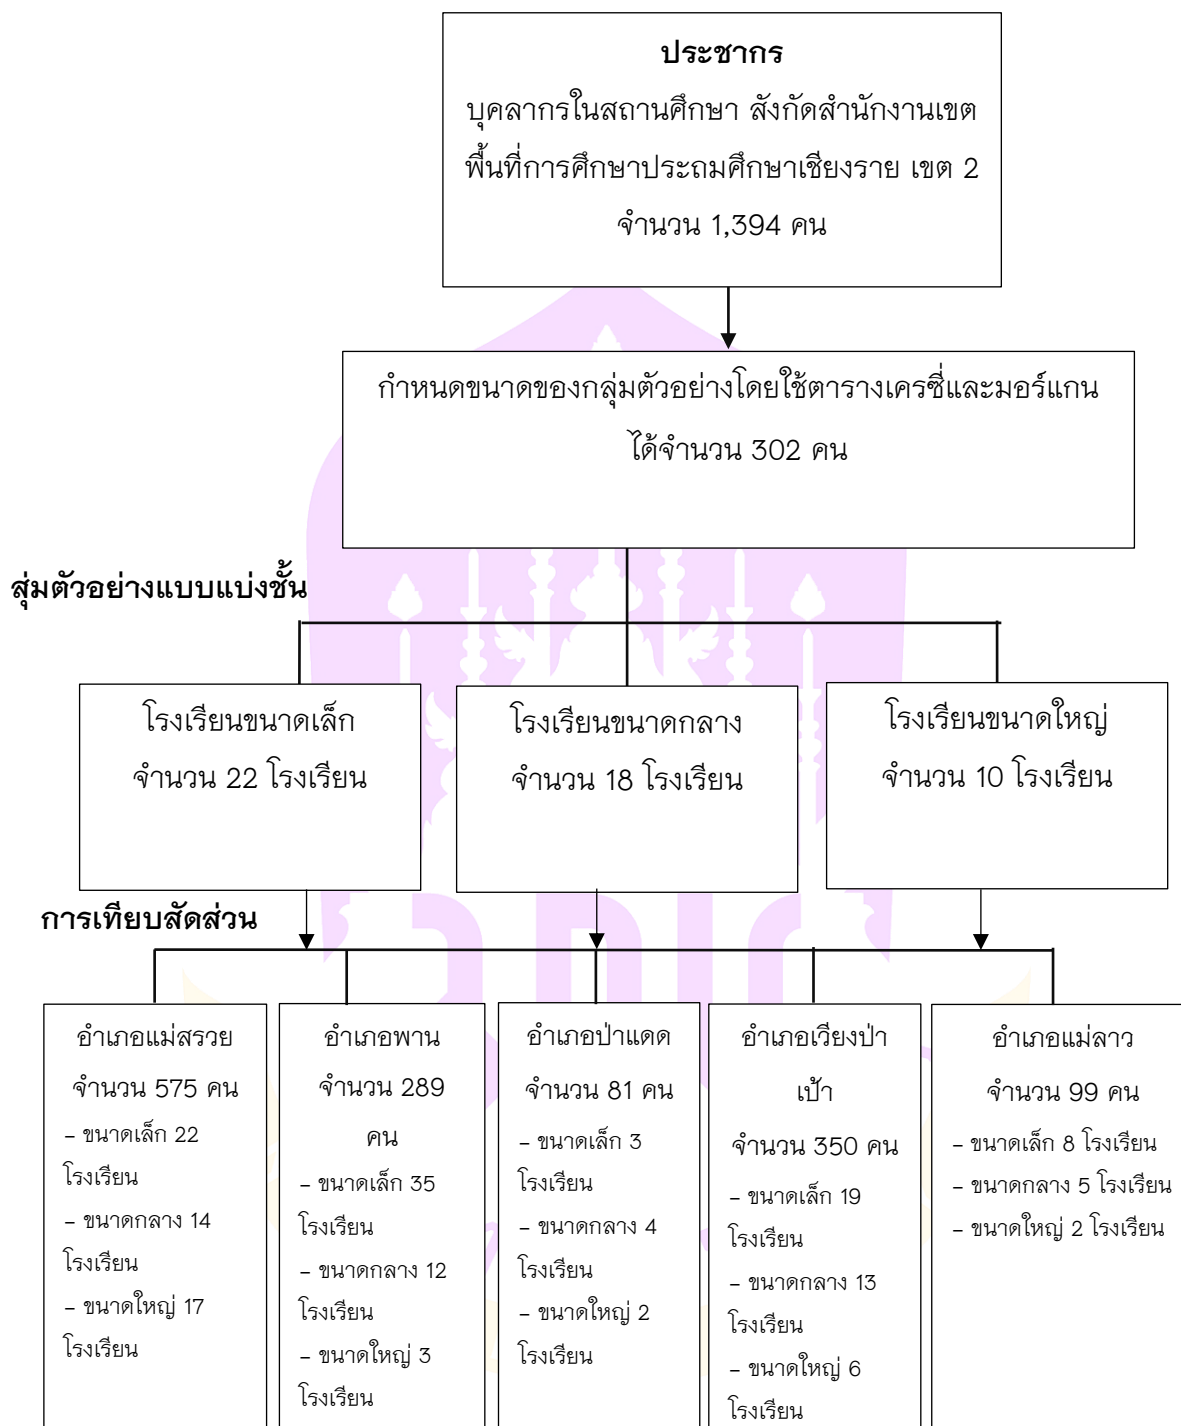 ประชากร
บุคลากรในสถานศึกษา สังกัดสำนักงานเขต
พื้นที่การศึกษาประถมศึกษาเชียงราย เขต 2
จำนวน 1,394 คน
กำหนดขนาดของกลุ่มตัวอย่างโดยใช้ตารางเครซี่และมอร์แกน
ได้จำนวน 302 คน
สุ่มตัวอย่างแบบแบ่งชั้น
โรงเรียนขนาดเล็ก
จำนวน 22 โรงเรียน
โรงเรียนขนาดกลาง
จำนวน 18 โรงเรียน
โรงเรียนขนาดใหญ่
จำนวน 10 โรงเรียน
การเทียบสัดส่วน
อำเภอแม่สรวย
จำนวน 575 คน
- ขนาดเล็ก 22
โรงเรียน
- ขนาดกลาง 14
โรงเรียน
- ขนาดใหญ่ 17
โรงเรียน
อำเภอพาน
จำนวน 289
คน
- ขนาดเล็ก 35
โรงเรียน
- ขนาดกลาง 12
โรงเรียน
- ขนาดใหญ่ 3
โรงเรียน
อำเภอป่าแดด
จำนวน 81 คน
- ขนาดเล็ก 3
โรงเรียน
- ขนาดกลาง 4
โรงเรียน
- ขนาดใหญ่ 2
โรงเรียน
อำเภอเวียงป่า
เป้า
จำนวน 350 คน
- ขนาดเล็ก 19
โรงเรียน
- ขนาดกลาง 13
โรงเรียน
- ขนาดใหญ่ 6
โรงเรียน
อำเภอแม่ลาว
จำนวน 99 คน
- ขนาดเล็ก 8 โรงเรียน
- ขนาดกลาง 5 โรงเรียน
- ขนาดใหญ่ 2 โรงเรียน